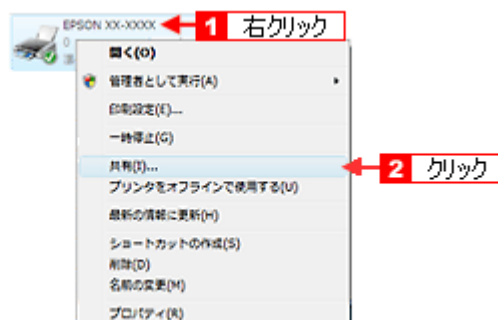 EPSON XX-XXXX
1 右クリック
0
開く(O)
管理者として実行(A)
印刷設定(E)...
一時停止(G)
共有(I)...
2 クリック
プリンタをオフラインで使用する(U)
最新の情報に更新(H)
ショートカットの作成(S)
削除(D)
名前の変更(M)
プロパティ(R)